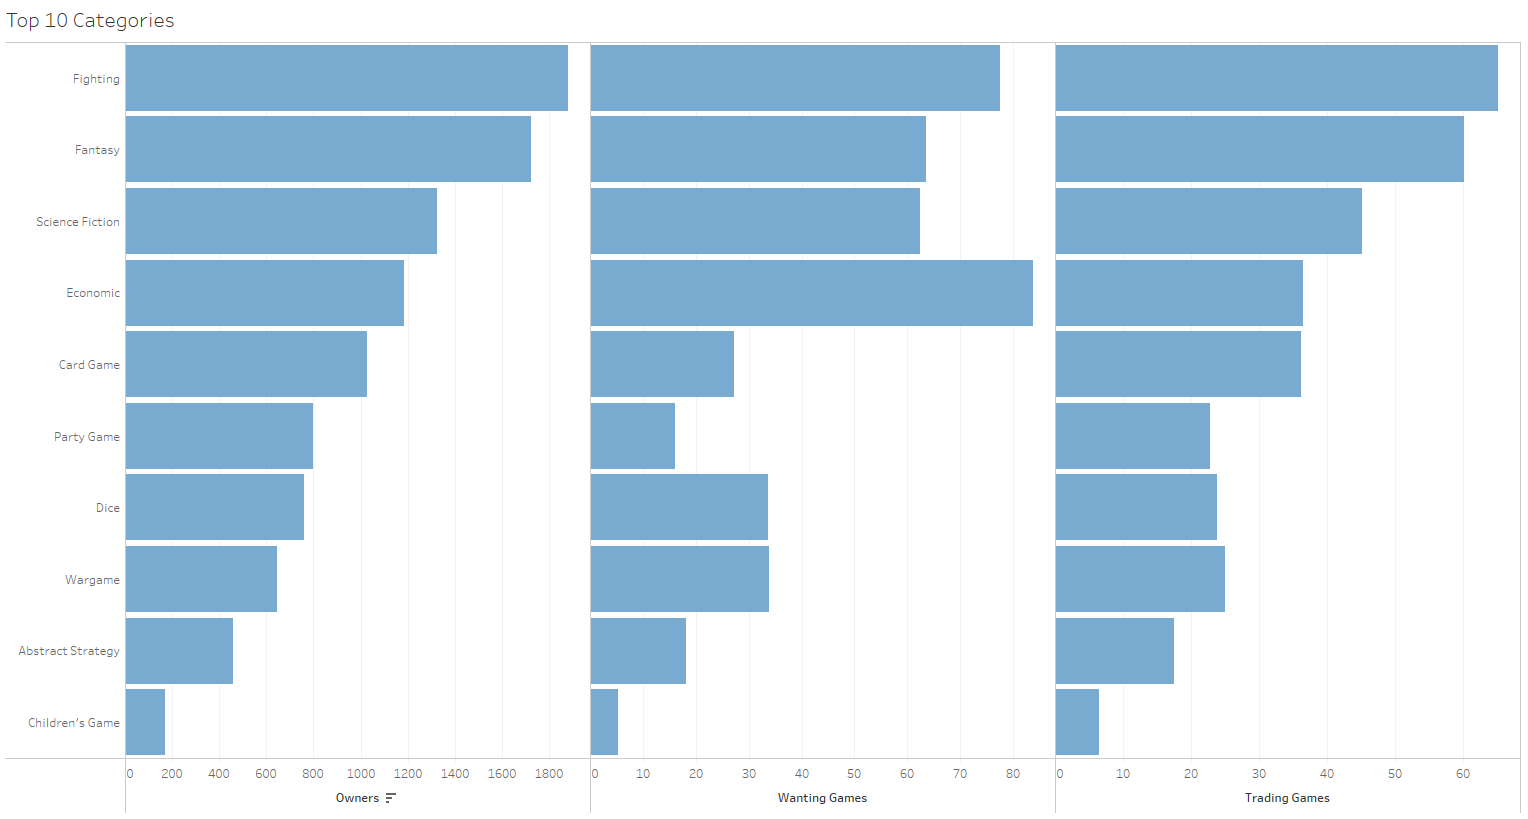 Top 10 Categories
Fighting
Fantasy
Science Fiction
Economic
Card Game
Party Game
Dice
Wargame
Abstract Strategy
Children's Game
0 200 400 600 800 1000 1200 1400 1600 1800
Owners
0 10 20 30 40 50 60 70 80
Wanting Games
0 10 20 30 40 50 60
Trading Games